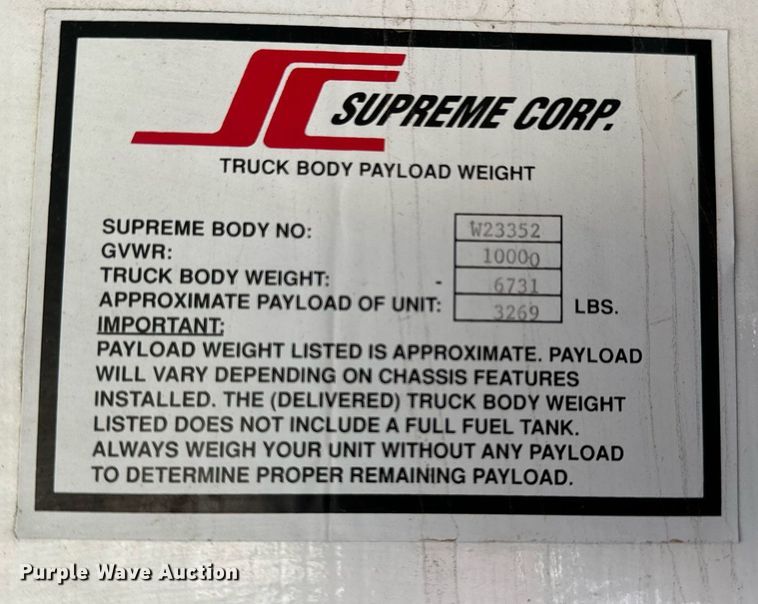 SC SUPREME CORP.
TRUCK BODY PAYLOAD WEIGHT
SUPREME BODY NO: W23352
GVWR: 10000
TRUCK BODY WEIGHT: - 6731
APPROXIMATE PAYLOAD OF UNIT: 3269 LBS.
IMPORTANT:
PAYLOAD WEIGHT LISTED IS APPROXIMATE. PAYLOAD
WILL VARY DEPENDING ON CHASSIS FEATURES
INSTALLED. THE (DELIVERED) TRUCK BODY WEIGHT
LISTED DOES NOT INCLUDE A FULL FUEL TANK.
ALWAYS WEIGH YOUR UNIT WITHOUT ANY PAYLOAD
TO DETERMINE PROPER REMAINING PAYLOAD.
Purple Wave Auction